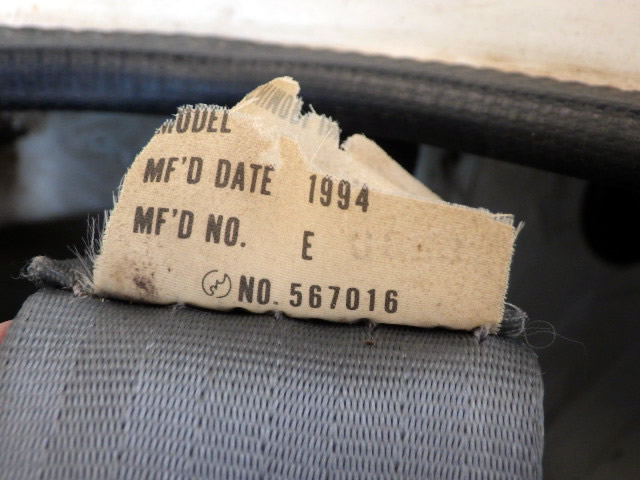 MODEL
MF'D DATE 1994
MF'D NO. E
NO. 567016